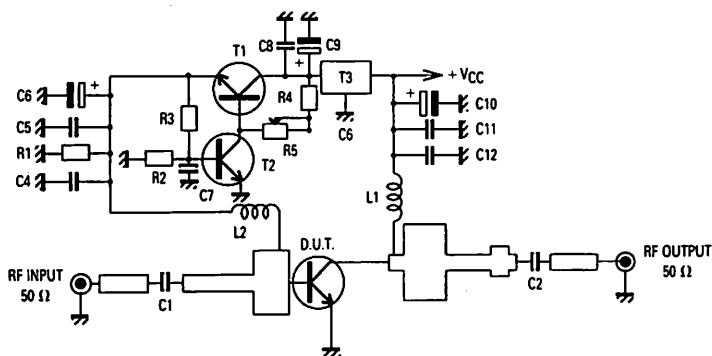 C8
C9
+
T1
T3
+ VCC
C6
+
R4
+
C10
C5
R3
C6
C11
R1
R5
C12
R2
T2
C4
C7
L1
L2
RF INPUT
50 Ω
D.U.T.
RF OUTPUT
50 Ω
C1
C2